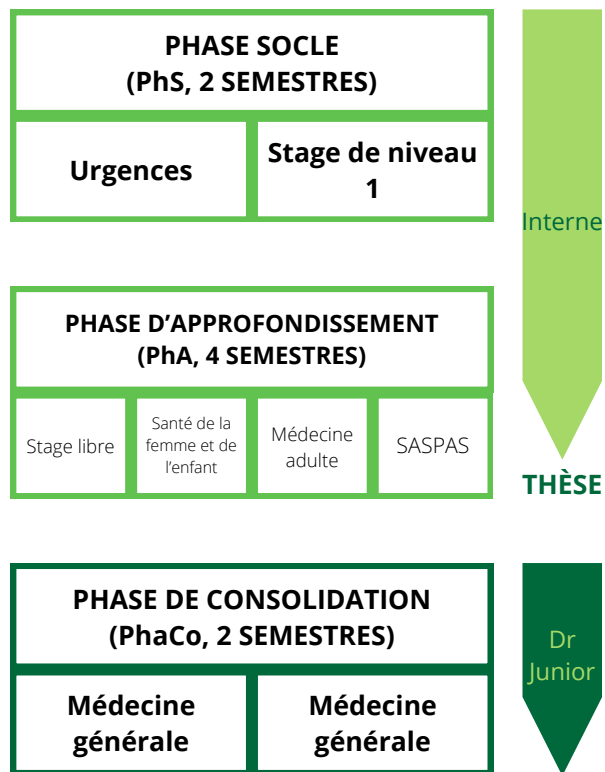 PHASE SOCLE
(PhS, 2 SEMESTRES)
Urgences
Stage de niveau
1
Interne
PHASE D'APPROFONDISSEMENT
(PhA, 4 SEMESTRES)
Stage libre
Santé de la
femme et de
l'enfant
Médecine
adulte
SASPAS
THÈSE
PHASE DE CONSOLIDATION
(PhaCo, 2 SEMESTRES)
Médecine
générale
Médecine
générale
Dr
Junior